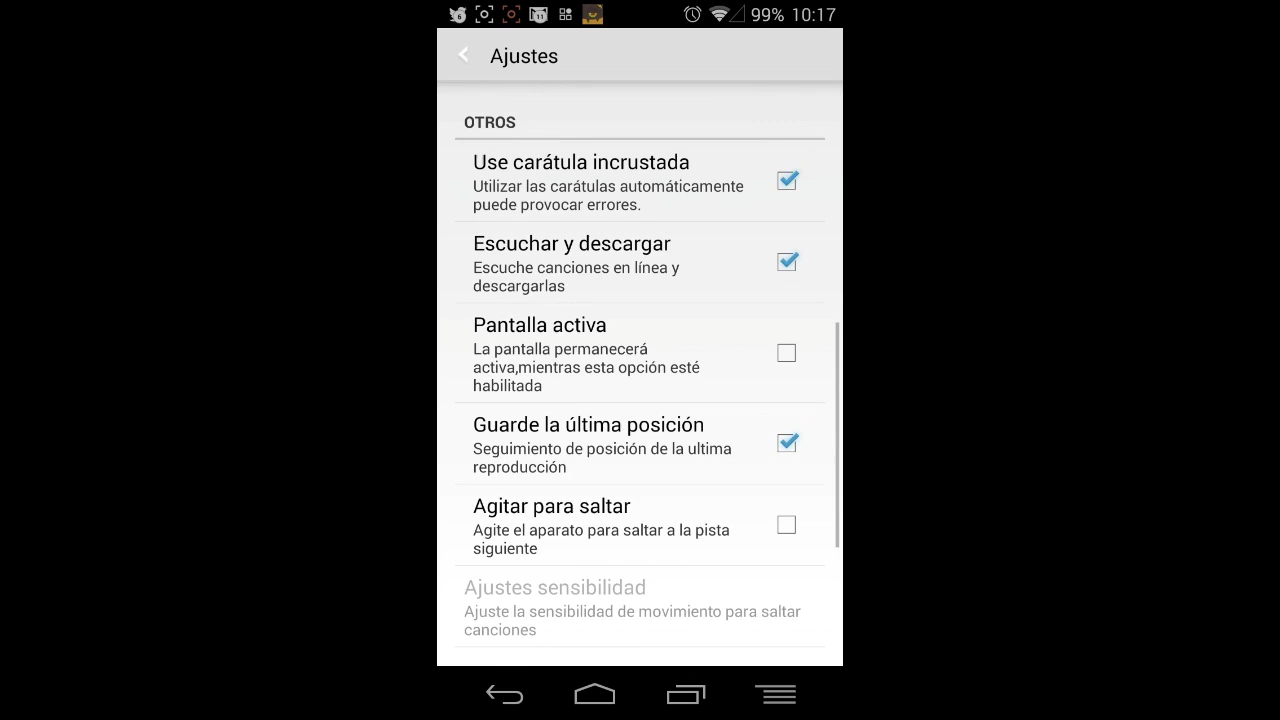 99% 10:17
Ajustes
OTROS
Use carátula incrustada
Utilizar las carátulas automáticamente
puede provocar errores.
Escuchar y descargar
Escuche canciones en línea y
descargarlas
Pantalla activa
La pantalla permanecerá
activa,mientras esta opción esté
habilitada
Guarde la última posición
Seguimiento de posición de la ultima
reproducción
Agitar para saltar
Agite el aparato para saltar a la pista
siguiente
Ajustes sensibilidad
Ajuste la sensibilidad de movimiento para saltar
canciones